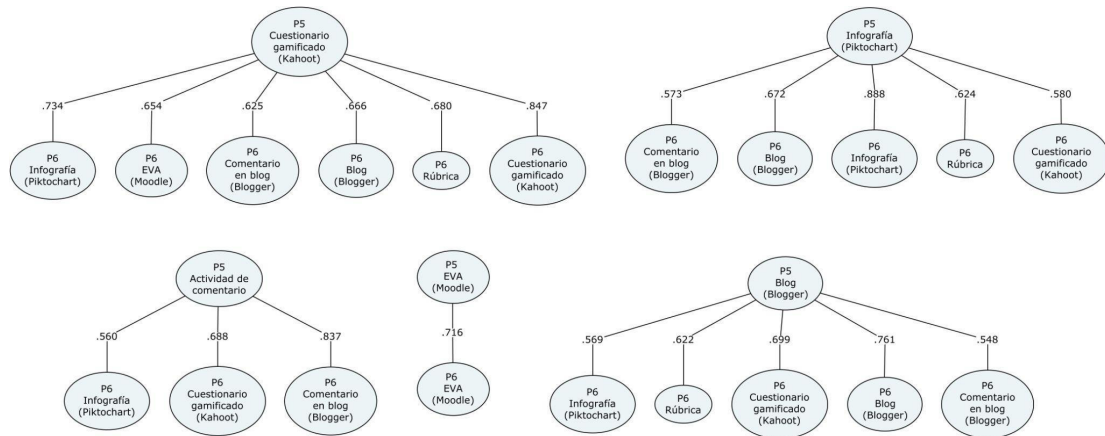 P5
Cuestionario
gamificado
(Kahoot)
.734
.654
.625
.666
.680
.847
P6
Infografía
(Piktochart)
P6
EVA
(Moodle)
P6
Comentario
en blog
(Blogger)
P6
Blog
(Blogger)
P6
Rúbrica
P6
Cuestionario
gamificado
(Kahoot)
P5
Infografía
(Piktochart)
.573
.672
.888
.624
.580
P6
Comentario
en blog
(Blogger)
P6
Blog
(Blogger)
P6
Infografía
(Piktochart)
P6
Rúbrica
P6
Cuestionario
gamificado
(Kahoot)
P5
Actividad de
comentario
.560
.688
.837
P6
Infografía
(Piktochart)
P6
Cuestionario
gamificado
(Kahoot)
P6
Comentario
en blog
(Blogger)
P5
EVA
(Moodle)
.716
P6
EVA
(Moodle)
P5
Blog
(Blogger)
.569
.622
.699
.761
.548
P6
Infografía
(Piktochart)
P6
Rúbrica
P6
Cuestionario
gamificado
(Kahoot)
P6
Blog
(Blogger)
P6
Comentario
en blog
(Blogger)